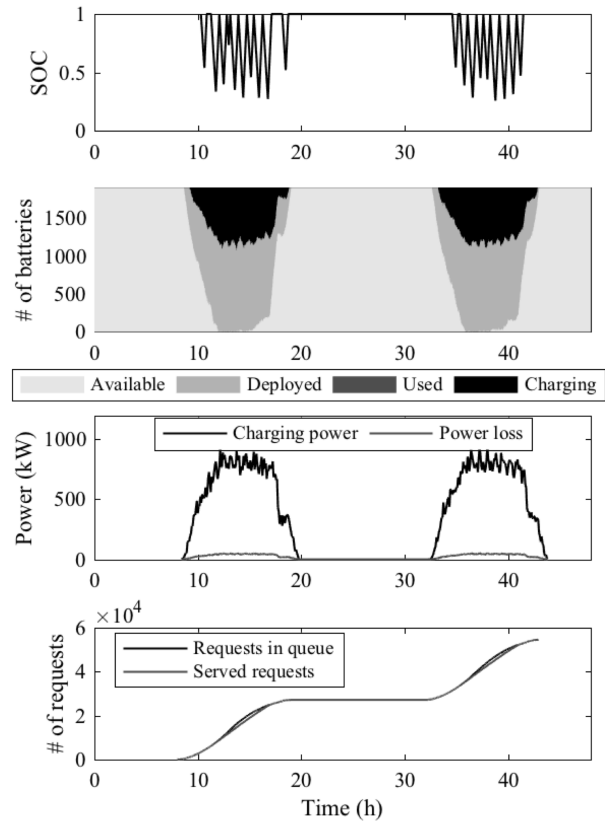 SOC
1
0.5
0
0 10 20 30 40
# of batteries
1500
1000
500
0
0 10 20 30 40
Available Deployed Used Charging
Power (kW)
1000
500
0
Charging power Power loss
0 10 20 30 40
×10^4
# of requests
6
4
2
0
Requests in queue
Served requests
0 10 20 30 40
Time (h)